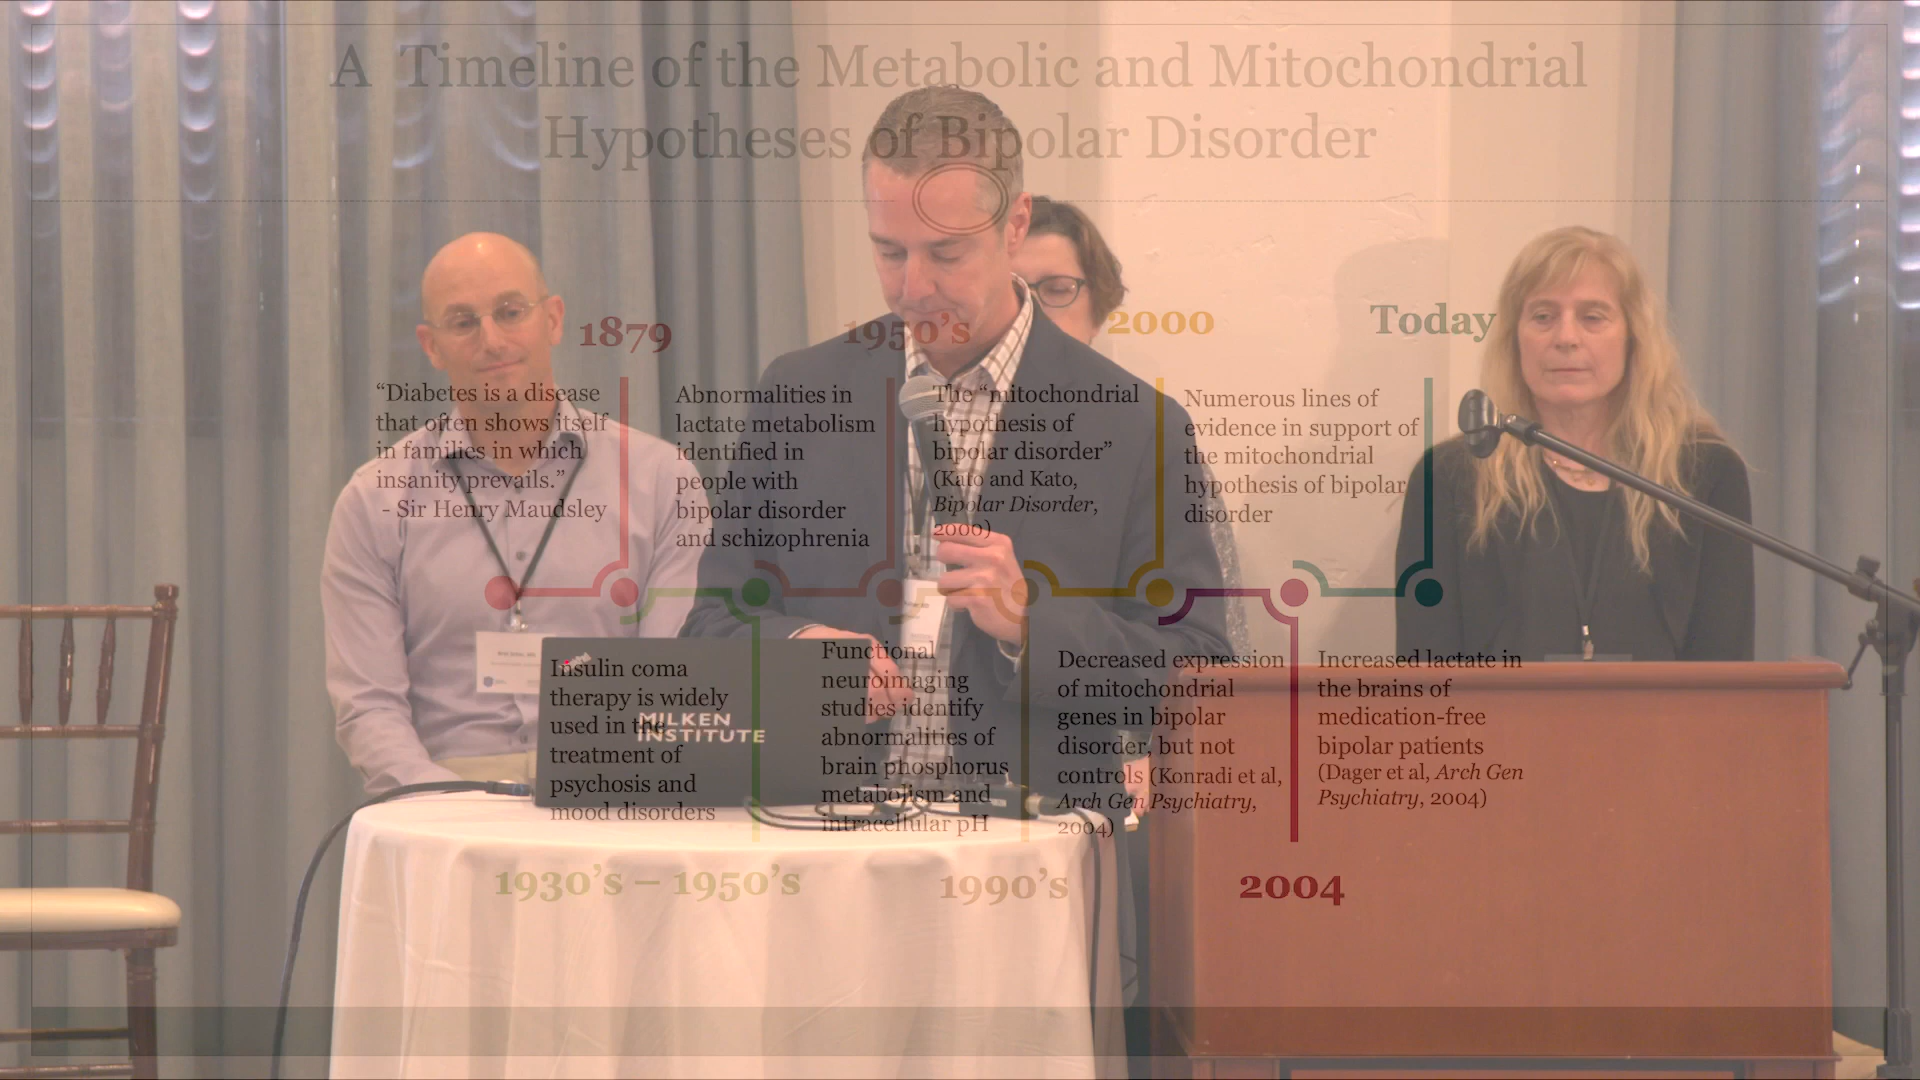 A Timeline of the Metabolic and Mitochondrial
Hypotheses of Bipolar Disorder
1879
“Diabetes is a disease
that often shows itself
in families in which
insanity prevails.”
- Sir Henry Maudsley
1950’s
Abnormalities in
lactate metabolism
identified in
people with
bipolar disorder
and schizophrenia
2000
The “mitochondrial
hypothesis of
bipolar disorder”
(Kato and Kato,
Bipolar Disorder,
2000)
Today
Numerous lines of
evidence in support of
the mitochondrial
hypothesis of bipolar
disorder
Insulin coma
therapy is widely
used in the
treatment of
psychosis and
mood disorders
1930’s – 1950’s
Functional
neuroimaging
studies identify
abnormalities of
brain phosphorus
metabolism and
intracellular pH
1990’s
Decreased expression
of mitochondrial
genes in bipolar
disorder, but not
controls (Konradi et al,
Arch Gen Psychiatry,
2004)
2004
Increased lactate in
the brains of
medication-free
bipolar patients
(Dager et al, Arch Gen
Psychiatry, 2004)
MILKEN
INSTITUTE